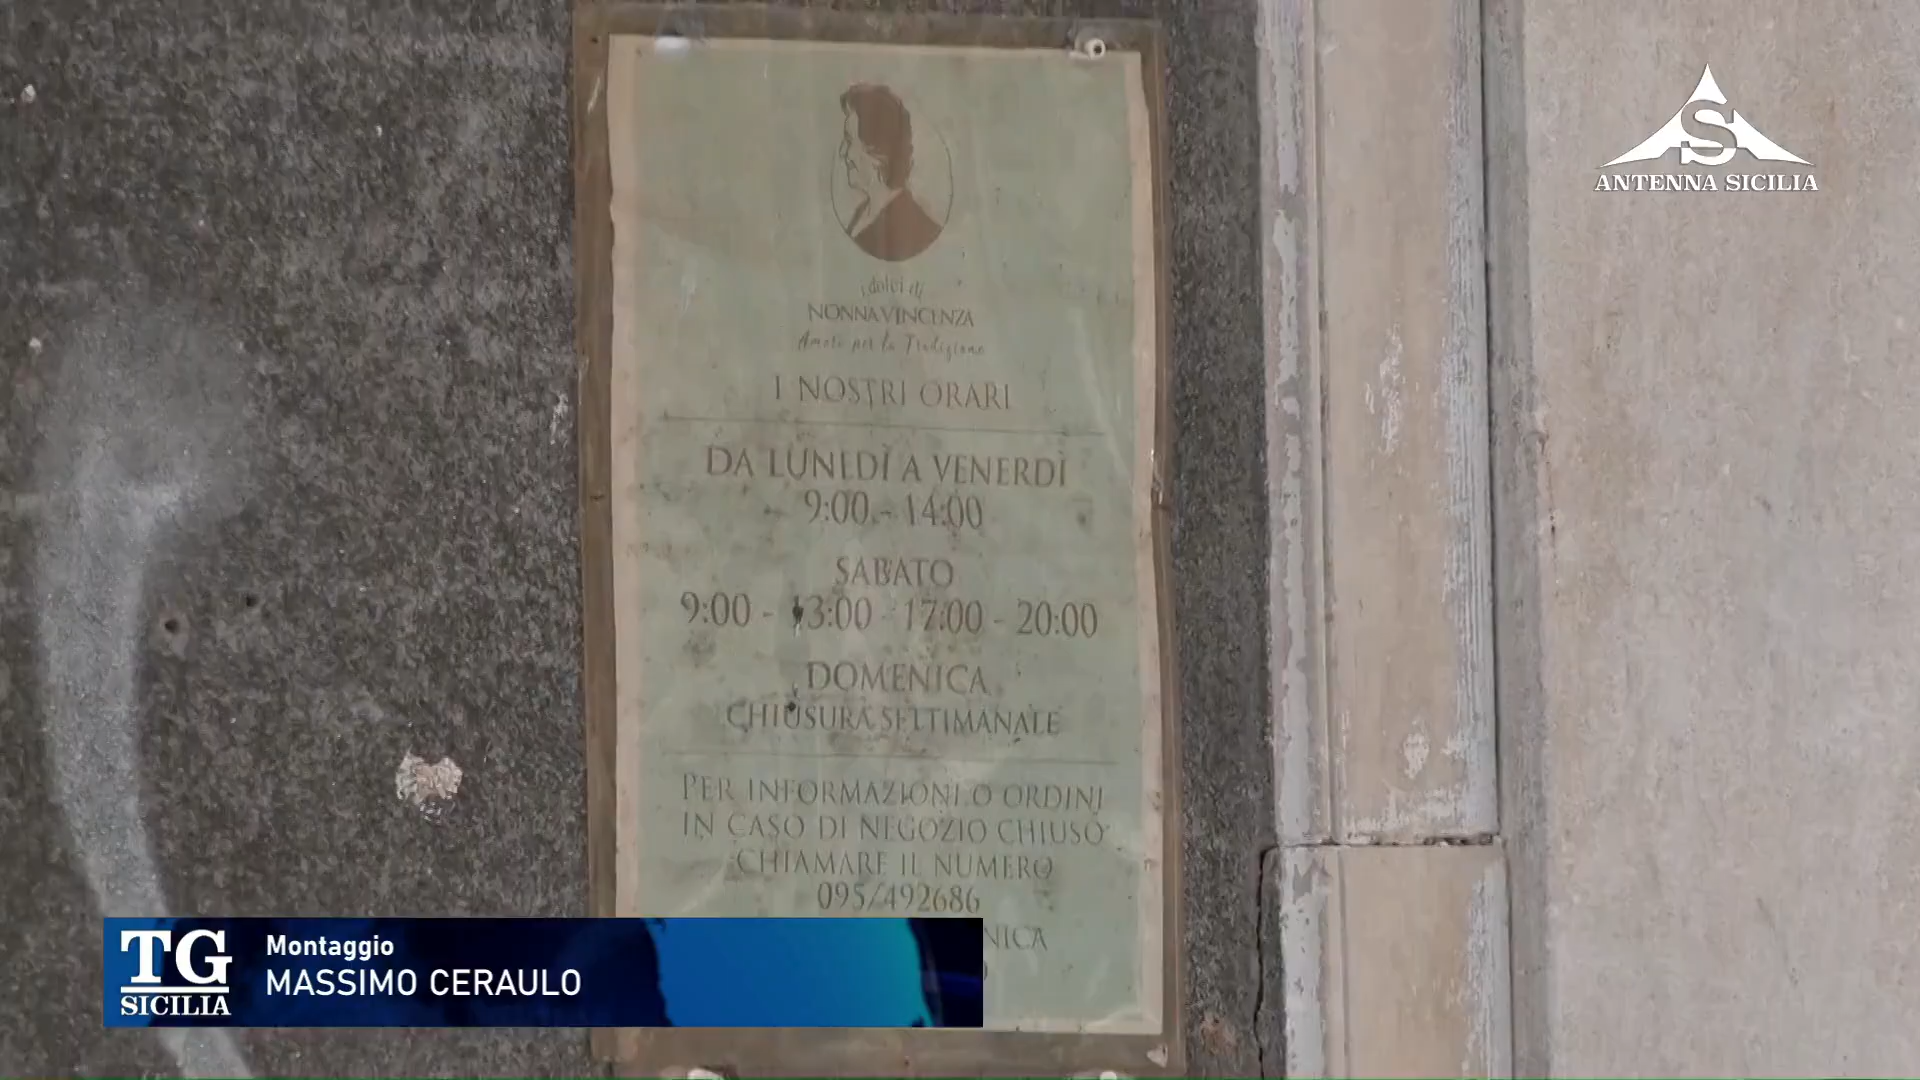 ANTENNA SICILIA
i dolci di
NONNA VINCENZA
Amore per la Tradizione
I NOSTRI ORARI
DA LUNEDÌ A VENERDÌ
9:00 - 14:00
SABATO
9:00 - 13:00 - 17:00 - 20:00
DOMENICA
CHIUSURA SETTIMANALE
PER INFORMAZIONI O ORDINI
IN CASO DI NEGOZIO CHIUSO
CHIAMARE IL NUMERO
095/492686
TG
SICILIA
Montaggio
MASSIMO CERAULO